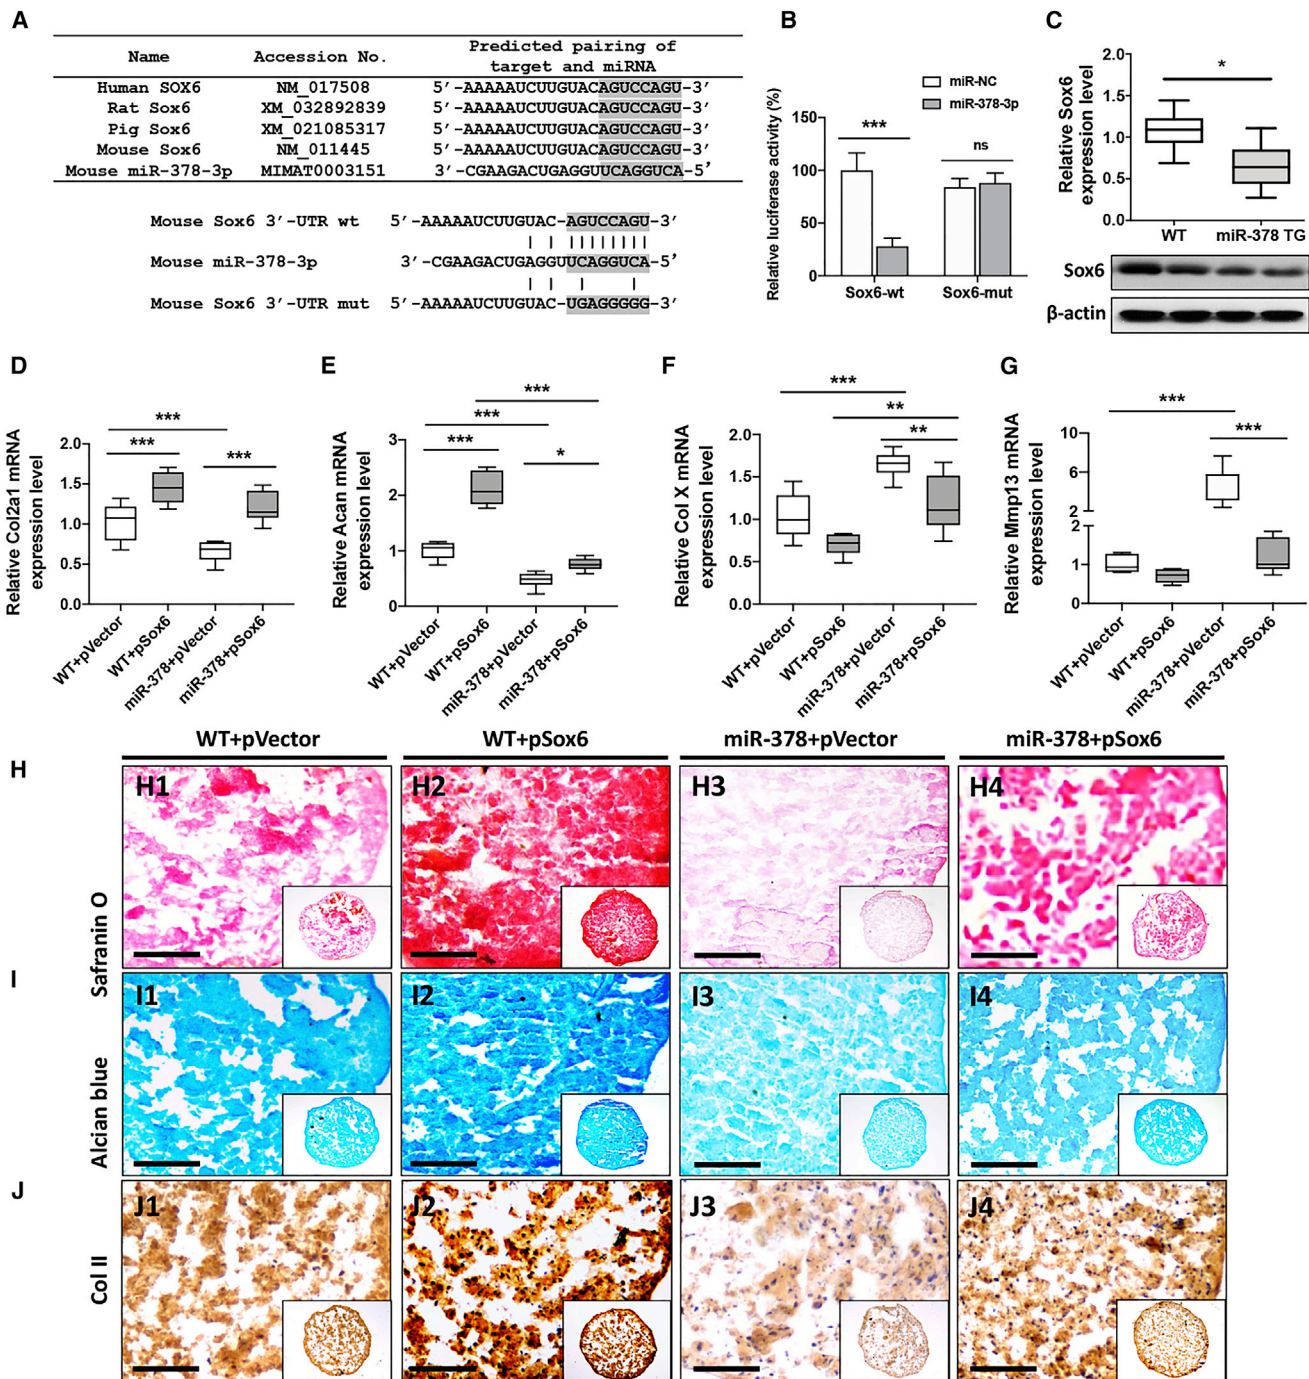 A
Name Accession No. Predicted pairing of target and miRNA
Human SOX6 NM_017508 5′-AAAAAUCUUGUACAGUCCAGU-3′
Rat Sox6 XM_032892839 5′-AAAAAUCUUGUACAGUCCAGU-3′
Pig Sox6 XM_021085317 5′-AAAAAUCUUGUACAGUCCAGU-3′
Mouse Sox6 NM_011445 5′-AAAAAUCUUGUACAGUCCAGU-3′
Mouse miR-378-3p MIMAT0003151 3′-CGAAGACUGAGGUUCAGGUCA-5′
Mouse Sox6 3′-UTR wt 5′-AAAAAUCUUGUAC-AGUCCAGU-3′
Mouse miR-378-3p 3′-CGAAGACUGAGGUUCAGGUCA-5′
Mouse Sox6 3′-UTR mut 5′-AAAAAUCUUGUAC-UGAGGGGG-3′
B
miR-NC
miR-378-3p
Relative luciferase activity (%)
150
100
50
0
***
ns
Sox6-wt Sox6-mut
C
Relative Sox6
expression level
2.0
1.5
1.0
0.5
0.0
*
WT miR-378 TG
Sox6
β-actin
D
Relative Col2a1 mRNA
expression level
2.0
1.5
1.0
0.5
0.0
***
***
***
WT+pVector
WT+pSox6
miR-378+pVector
miR-378+pSox6
E
Relative Acan mRNA
expression level
3
2
1
0
***
***
***
*
WT+pVector
WT+pSox6
miR-378+pVector
miR-378+pSox6
F
Relative Col X mRNA
expression level
2.0
1.5
1.0
0.5
0.0
***
**
**
WT+pVector
WT+pSox6
miR-378+pVector
miR-378+pSox6
G
Relative Mmp13 mRNA
expression level
10
6
2
2
1
0
***
***
WT+pVector
WT+pSox6
miR-378+pVector
miR-378+pSox6
WT+pVector WT+pSox6 miR-378+pVector miR-378+pSox6
H
Safranin O
H1 H2 H3 H4
I
Alcian blue
I1 I2 I3 I4
J
Col II
J1 J2 J3 J4